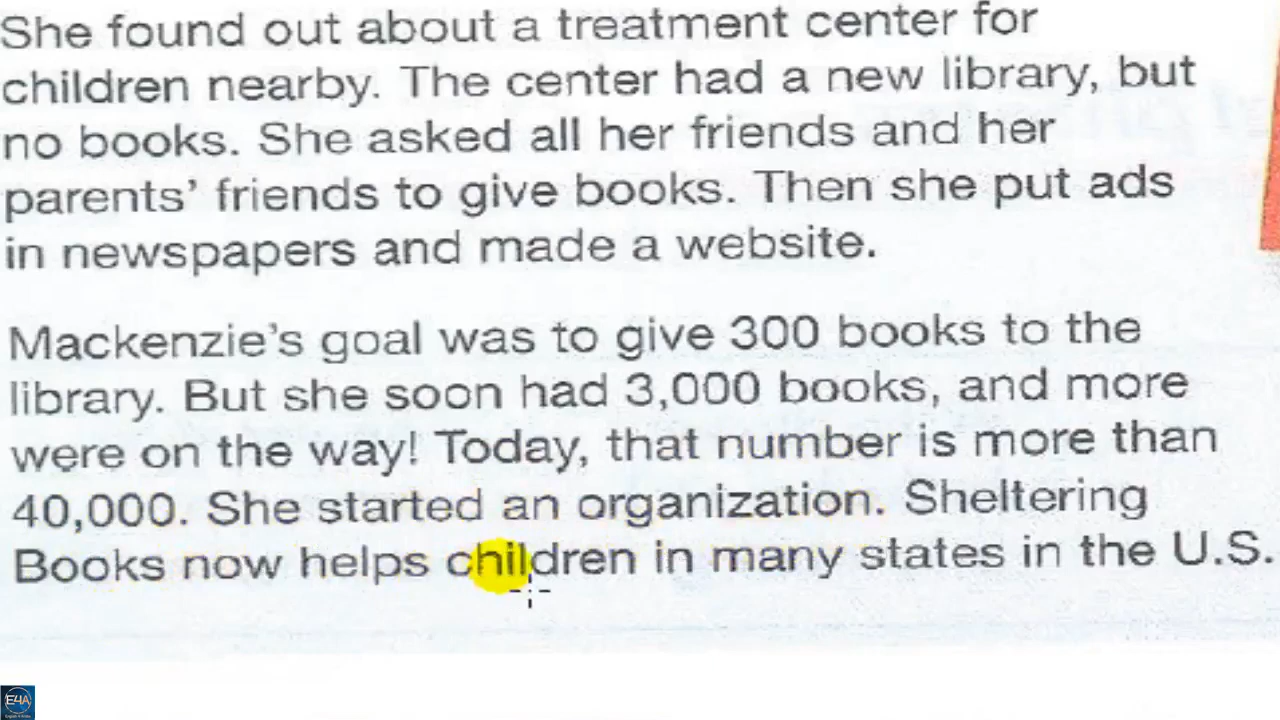 She found out about a treatment center for
children nearby. The center had a new library, but
no books. She asked all her friends and her
parents' friends to give books. Then she put ads
in newspapers and made a website.
Mackenzie's goal was to give 300 books to the
library. But she soon had 3,000 books, and more
were on the way! Today, that number is more than
40,000. She started an organization. Sheltering
Books now helps children in many states in the U.S.
E4A